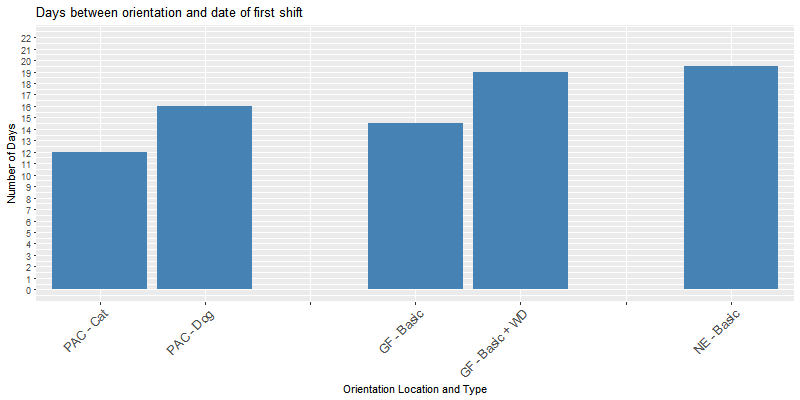 Days between orientation and date of first shift
Number of Days
22
21
20
19
18
17
16
15
14
13
12
11
10
9
8
7
6
5
4
3
2
1
0
PAC - Cat
PAC - Dog
GF - Basic
GF - Basic + WD
NE - Basic
Orientation Location and Type